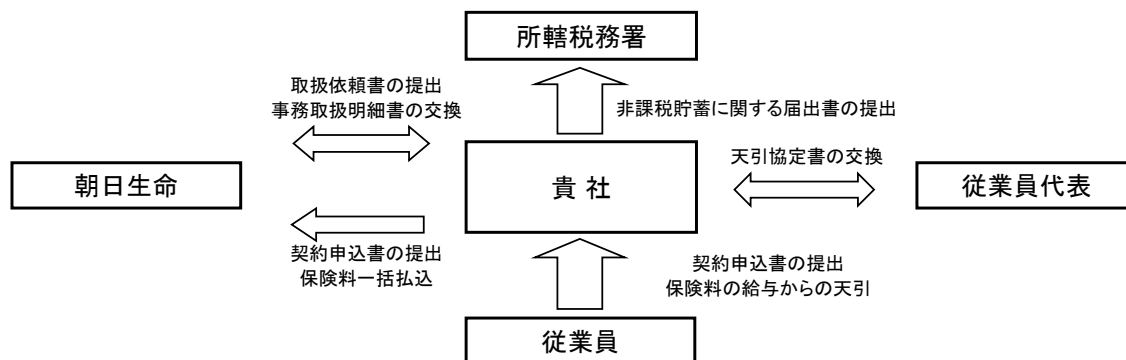 所轄税務署
取扱依頼書の提出
事務取扱明細書の交換
非課税貯蓄に関する届出書の提出
朝日生命
貴 社
天引協定書の交換
従業員代表
契約申込書の提出
保険料一括払込
契約申込書の提出
保険料の給与からの天引
従業員